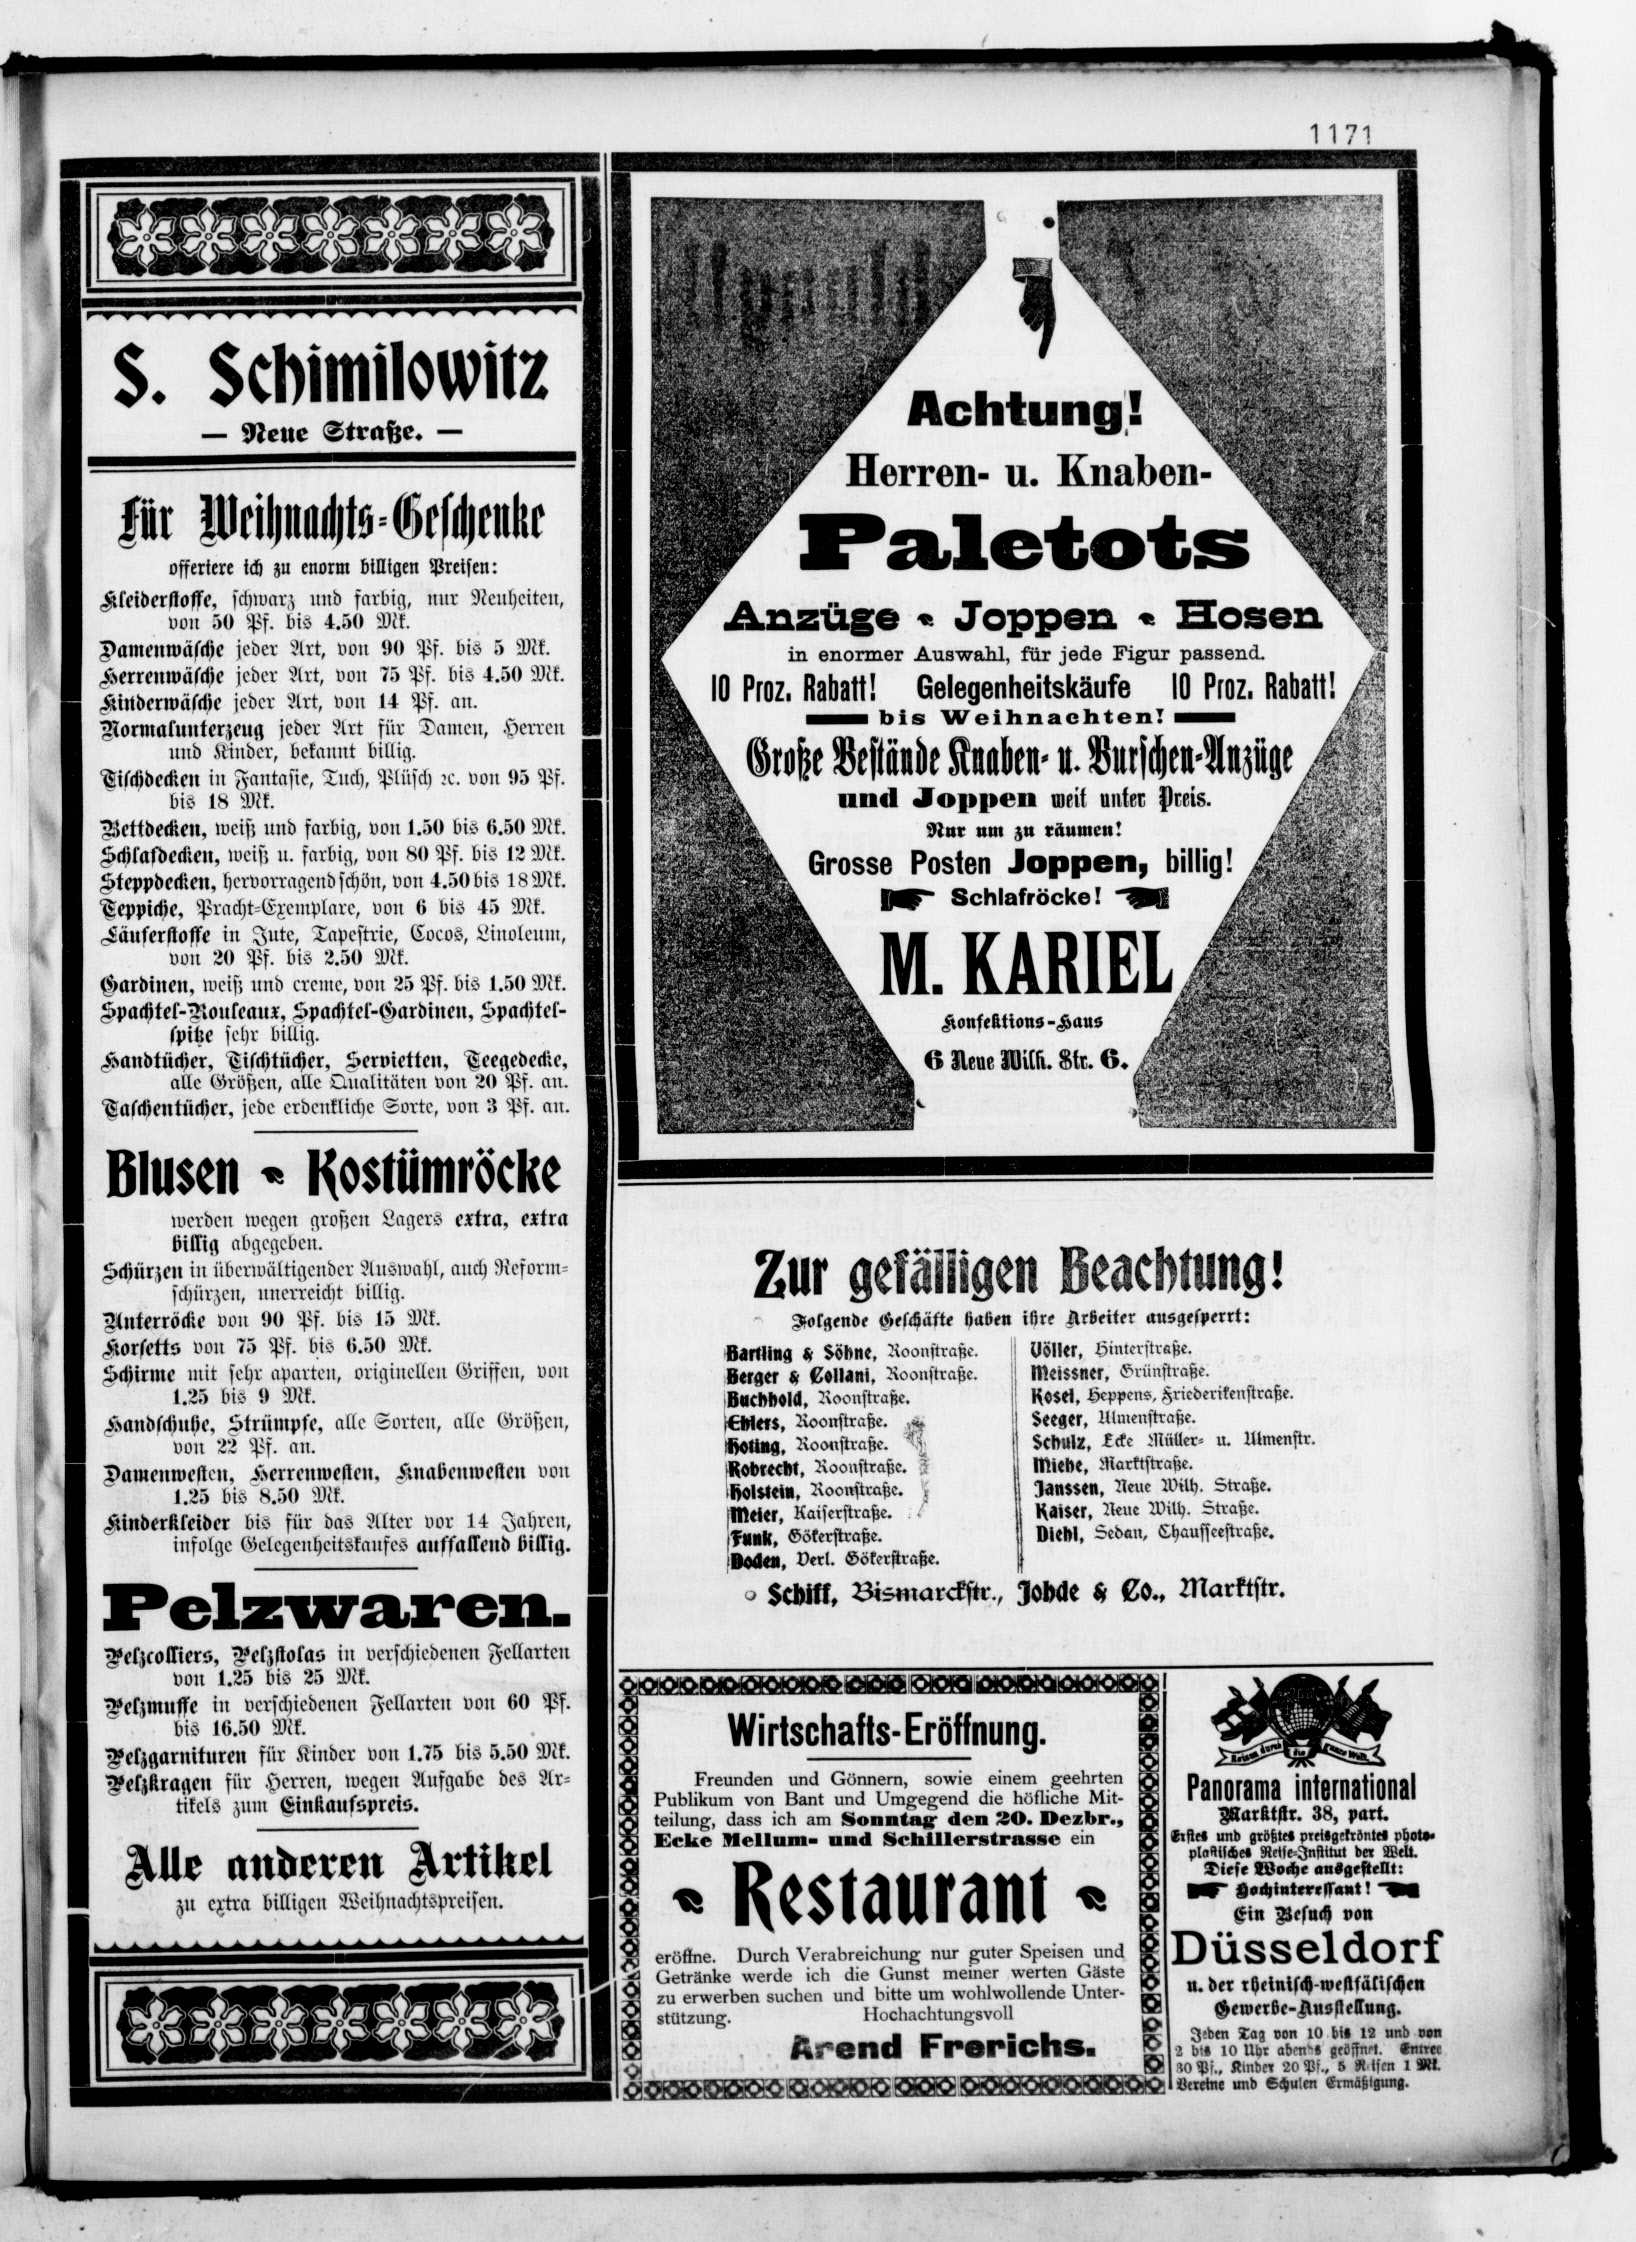 1171
S. Schimilowitz
— Neue Straße. —
Für Weihnachts-Geschenke
offeriere ich zu enorm billigen Preisen:
Kleiderstoffe, schwarz und farbig, nur Neuheiten,
von 50 Pf. bis 4.50 Mk.
Damenwäsche jeder Art, von 90 Pf. bis 5 Mk.
Herrenwäsche jeder Art, von 75 Pf. bis 4.50 Mk.
Kinderwäsche jeder Art, von 14 Pf. an.
Normalunterzeug jeder Art für Damen, Herren
und Kinder, bekannt billig.
Tischdecken in Fantasie, Tuch, Plüsch ꝛc. von 95 Pf.
bis 18 Mk.
Bettdecken, weiß und farbig, von 1.50 bis 6.50 Mk.
Schlafdecken, weiß u. farbig, von 80 Pf. bis 12 Mk.
Steppdecken, hervorragend schön, von 4.50 bis 18 Mk.
Teppiche, Pracht-Exemplare, von 6 bis 45 Mk.
Läuferstoffe in Jute, Tapestrie, Cocos, Linoleum,
von 20 Pf. bis 2.50 Mk.
Gardinen, weiß und creme, von 25 Pf. bis 1.50 Mk.
Spachtel-Rouleaux, Spachtel-Gardinen, Spachtel-
spitze sehr billig.
Handtücher, Tischtücher, Servietten, Teegedecke,
alle Größen, alle Qualitäten von 20 Pf. an.
Taschentücher, jede erdenkliche Sorte, von 3 Pf. an.
Blusen Kostümröcke
werden wegen großen Lagers extra, extra
billig abgegeben.
Schürzen in überwältigender Auswahl, auch Reform-
schürzen, unerreicht billig.
Unterröcke von 90 Pf. bis 15 Mk.
Korsetts von 75 Pf. bis 6.50 Mk.
Schirme mit sehr aparten, originellen Griffen, von
1.25 bis 9 Mk.
Handschuhe, Strümpfe, alle Sorten, alle Größen,
von 22 Pf. an.
Damenwesten, Herrenwesten, Knabenwesten von
1.25 bis 8.50 Mk.
Kinderkleider bis für das Alter vor 14 Jahren,
infolge Gelegenheitskaufes auffallend billig.
Pelzwaren.
Pelzcolliers, Pelzstolas in verschiedenen Fellarten
von 1.25 bis 25 Mk.
Pelzmuffe in verschiedenen Fellarten von 60 Pf.
bis 16.50 Mk.
Pelzgarnituren für Kinder von 1.75 bis 5.50 Mk.
Pelzkragen für Herren, wegen Aufgabe des Ar-
tikels zum Einkaufspreis.
Alle anderen Artikel
zu extra billigen Weihnachtspreisen.
Achtung!
Herren- u. Knaben-
Paletots
Anzüge Joppen Hosen
in enormer Auswahl, für jede Figur passend.
10 Proz. Rabatt! Gelegenheitskäufe 10 Proz. Rabatt!
bis Weihnachten!
Große Bestände Knaben- u. Burschen-Anzüge
und Joppen weit unter Preis.
Nur um zu räumen!
Grosse Posten Joppen, billig!
Schlafröcke!
M. KARIEL
Konfektions-Haus
6 Neue Wilh. Str. 6.
Zur gefälligen Beachtung!
Folgende Geschäfte haben ihre Arbeiter ausgesperrt:
Bartling & Söhne, Roonstraße.
Berger & Collani, Roonstraße.
Buchhold, Roonstraße.
Ehlers, Roonstraße.
Hoting, Roonstraße.
Robrecht, Roonstraße.
Holstein, Roonstraße.
Meier, Kaiserstraße.
Funk, Gökerstraße.
Doden, Verl. Gökerstraße.
Völler, Hinterstraße.
Meissner, Grünstraße.
Kosel, Heppens, Friederikenstraße.
Seeger, Ulmenstraße.
Schulz, Ecke Müller- u. Ulmenstr.
Miehe, Marktstraße.
Janssen, Neue Wilh. Straße.
Kaiser, Neue Wilh. Straße.
Diehl, Sedan, Chausseestraße.
Schiff, Bismarckstr., Johde & Co., Marktstr.
Wirtschafts-Eröffnung.
Freunden und Gönnern, sowie einem geehrten
Publikum von Bant und Umgegend die höfliche Mit-
teilung, dass ich am Sonntag den 20. Dezbr.,
Ecke Mellum- und Schillerstrasse ein
Restaurant
eröffne. Durch Verabreichung nur guter Speisen und
Getränke werde ich die Gunst meiner werten Gäste
zu erwerben suchen und bitte um wohlwollende Unter-
stützung. Hochachtungsvoll
Arend Frerichs.
Reisen durch die ganze Welt.
Panorama international
Marktstr. 38, part.
Erstes und größtes preisgekröntes photo-
plastisches Reise-Institut der Welt.
Diese Woche ausgestellt:
Hochinteressant!
Ein Besuch von
Düsseldorf
u. der rheinisch-westfälischen
Gewerbe-Ausstellung.
Jeden Tag von 10 bis 12 und von
2 bis 10 Uhr abends geöffnet. Entree
30 Pf., Kinder 20 Pf., 5 Reisen 1 Mk.
Vereine und Schulen Ermäßigung.